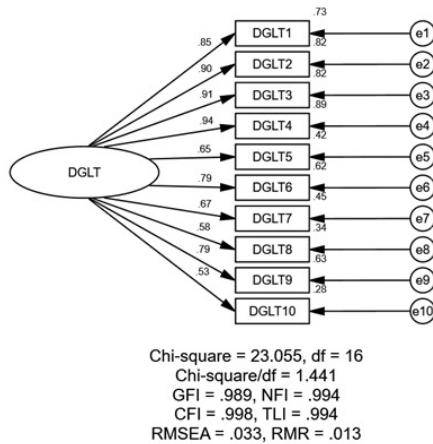 .73
.85 DGLT1 e1
.82
.90 DGLT2 e2
.82
.91 DGLT3 e3
.89
.94 DGLT4 e4
.42
DGLT .65 DGLT5 e5
.62
.79 DGLT6 e6
.45
.67 DGLT7 e7
.34
.58 DGLT8 e8
.63
.79 DGLT9 e9
.28
.53 DGLT10 e10
Chi-square = 23.055, df = 16
Chi-square/df = 1.441
GFI = .989, NFI = .994
CFI = .998, TLI = .994
RMSEA = .033, RMR = .013